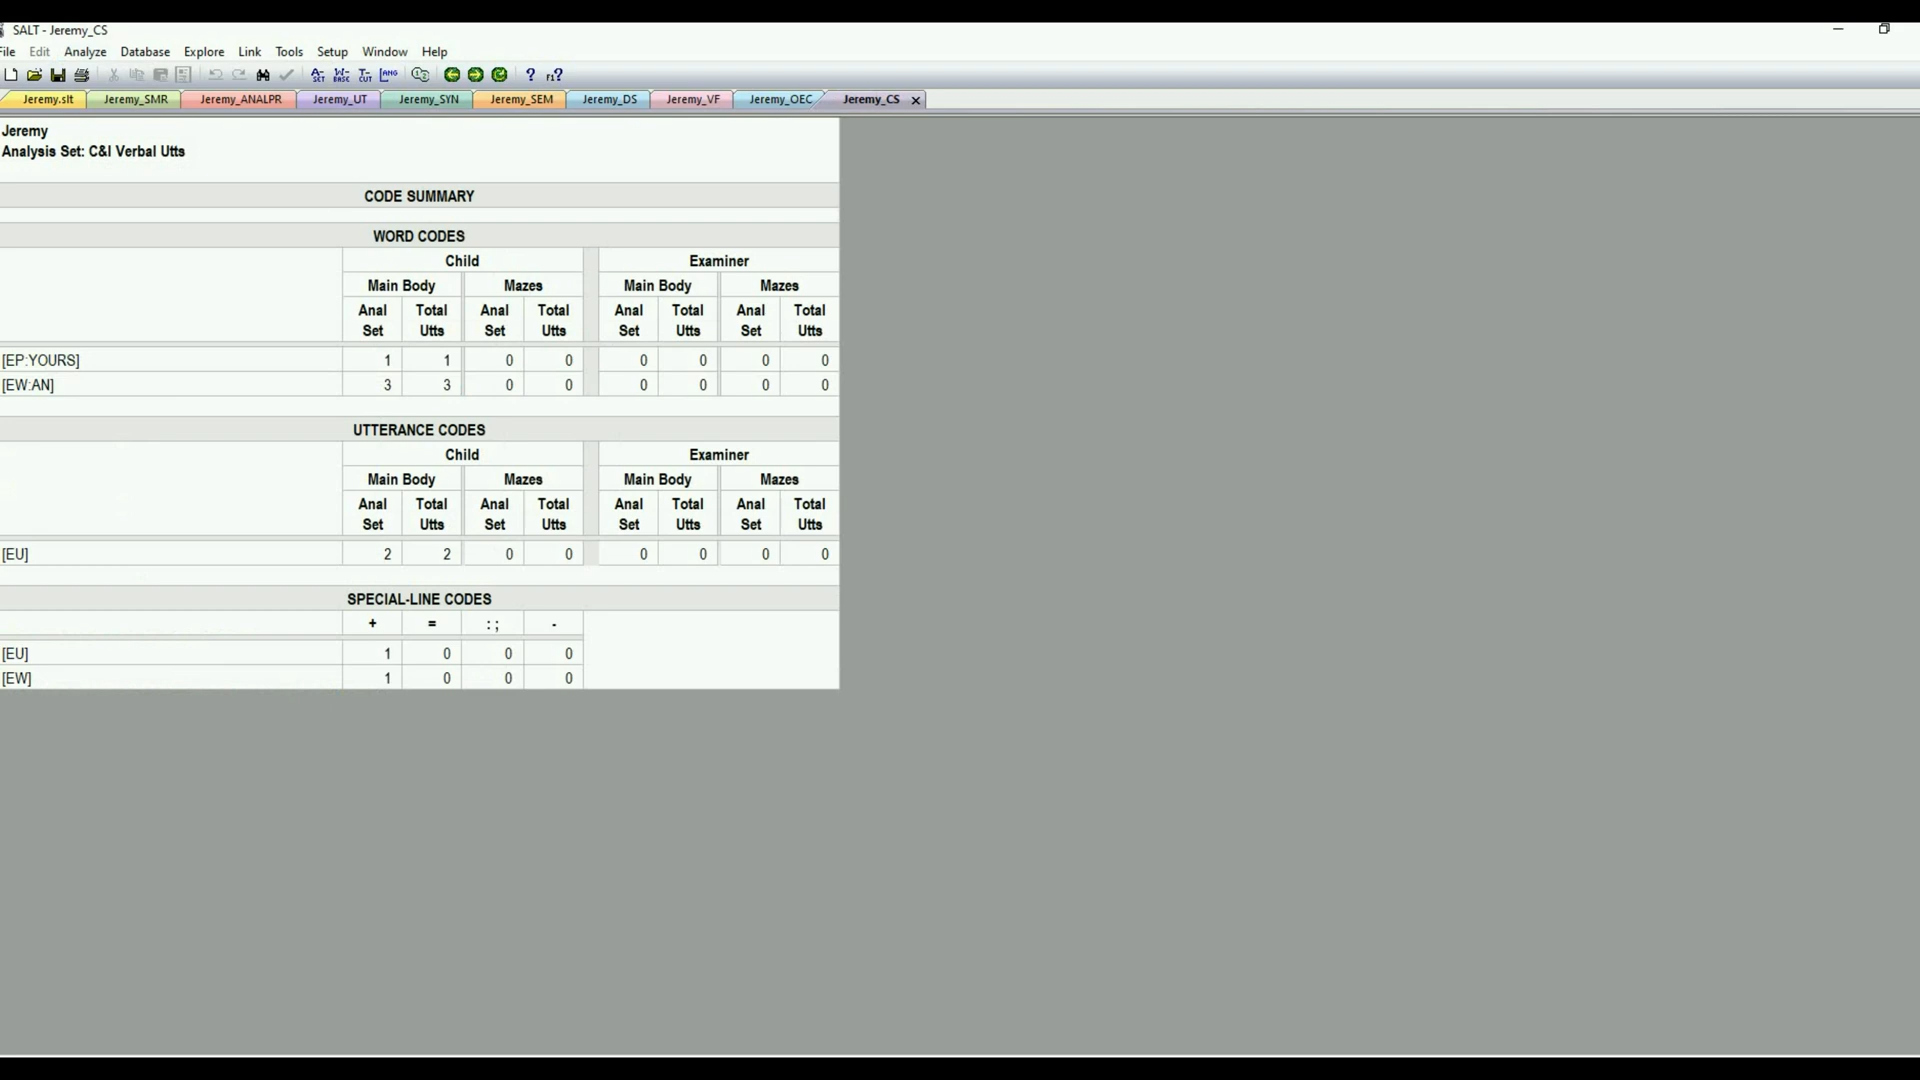 SALT - Jeremy_CS
File Edit Analyze Database Explore Link Tools Setup Window Help
A-SET W-BASE T-CUT LANG ? F1?
Jeremy.slt Jeremy_SMR Jeremy_ANALPR Jeremy_UT Jeremy_SYN Jeremy_SEM Jeremy_DS Jeremy_VF Jeremy_OEC Jeremy_CS
Jeremy
Analysis Set: C&I Verbal Utts
CODE SUMMARY
WORD CODES
Child Examiner
Main Body Mazes Main Body Mazes
Anal Total Anal Total Anal Total Anal Total
Set Utts Set Utts Set Utts Set Utts
[EP:YOURS] 1 1 0 0 0 0 0 0
[EW:AN] 3 3 0 0 0 0 0 0
UTTERANCE CODES
Child Examiner
Main Body Mazes Main Body Mazes
Anal Total Anal Total Anal Total Anal Total
Set Utts Set Utts Set Utts Set Utts
[EU] 2 2 0 0 0 0 0 0
SPECIAL-LINE CODES
+ = : ; -
[EU] 1 0 0 0
[EW] 1 0 0 0